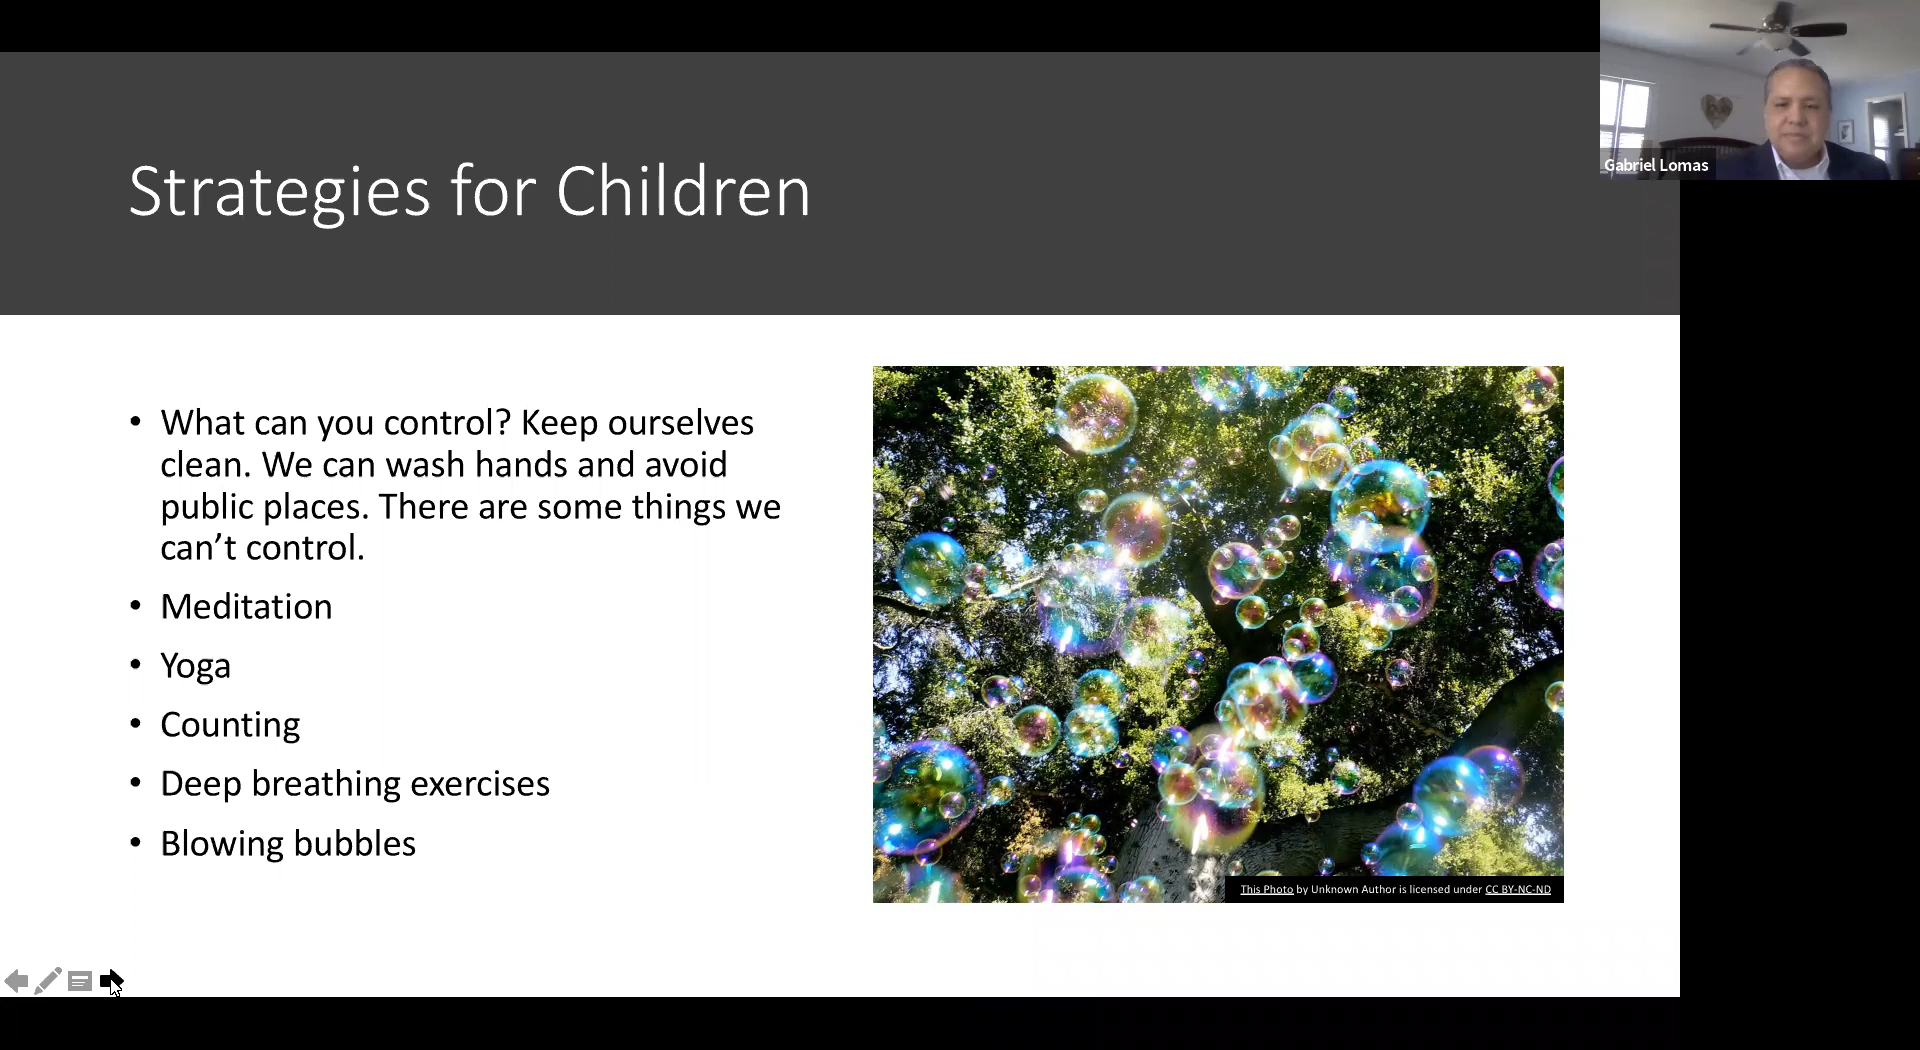 Strategies for Children
Gabriel Lomas
• What can you control? Keep ourselves
clean. We can wash hands and avoid
public places. There are some things we
can’t control.
• Meditation
• Yoga
• Counting
• Deep breathing exercises
• Blowing bubbles
This Photo by Unknown Author is licensed under CC BY-NC-ND